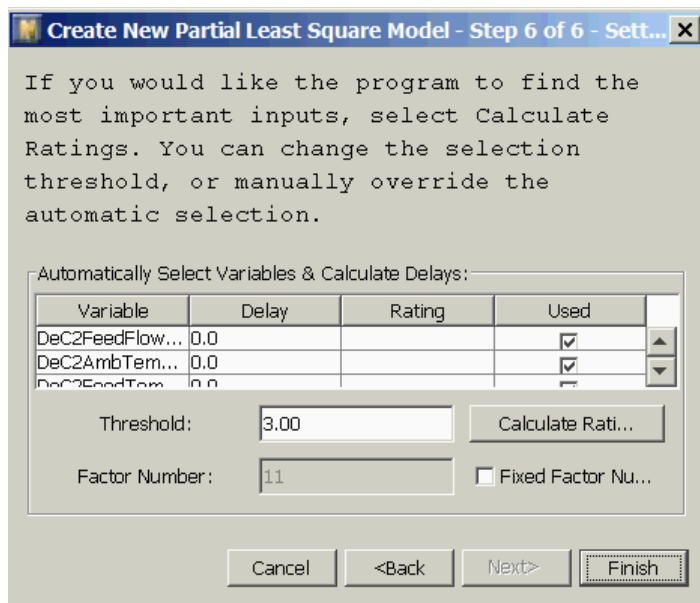 Create New Partial Least Square Model - Step 6 of 6 - Sett...
If you would like the program to find the
most important inputs, select Calculate
Ratings. You can change the selection
threshold, or manually override the
automatic selection.
Automatically Select Variables & Calculate Delays:
Variable Delay Rating Used
DeC2FeedFlow... 0.0
DeC2AmbTem... 0.0
DeC2FeedTem... 0.0
Threshold: 3.00 Calculate Rati...
Factor Number: 11 Fixed Factor Nu...
Cancel <Back Next> Finish